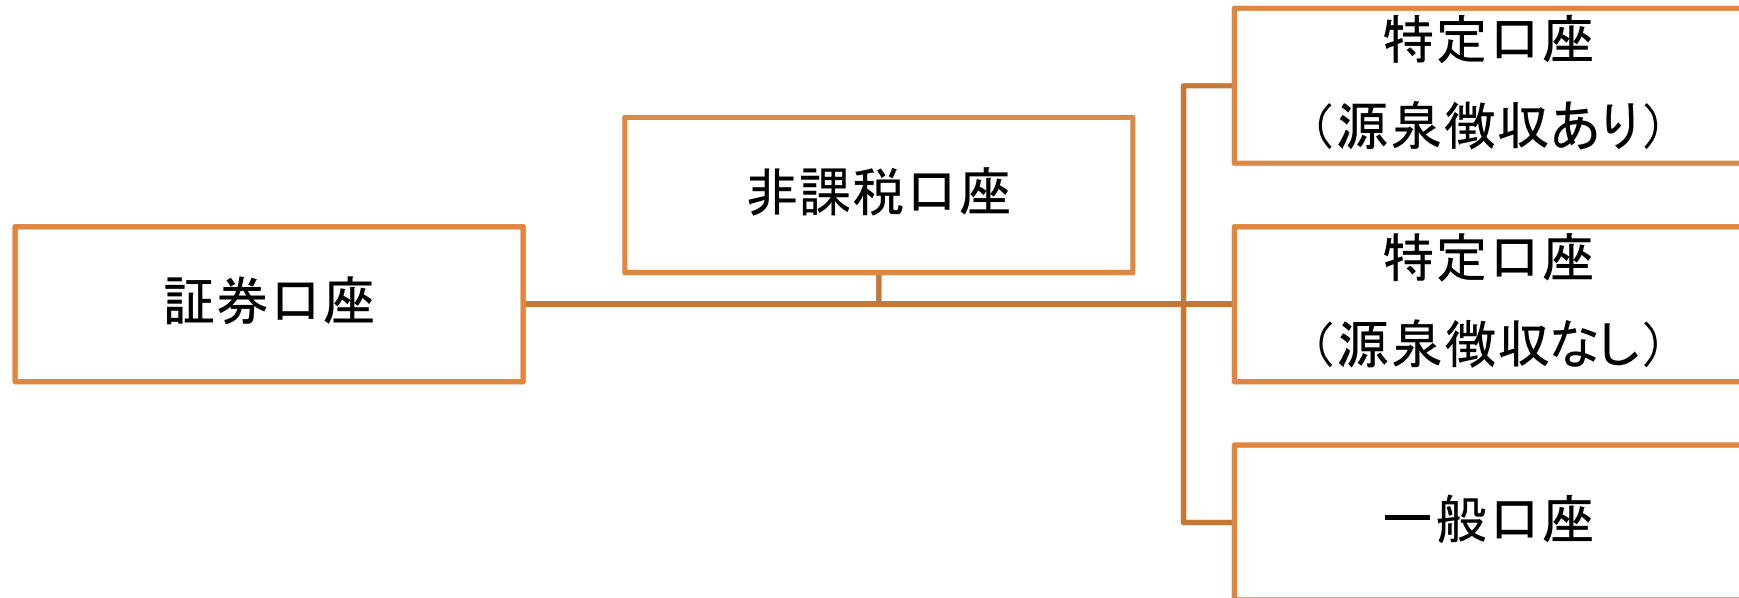 証券口座
非課税口座
特定口座
（源泉徴収あり）
特定口座
（源泉徴収なし）
一般口座